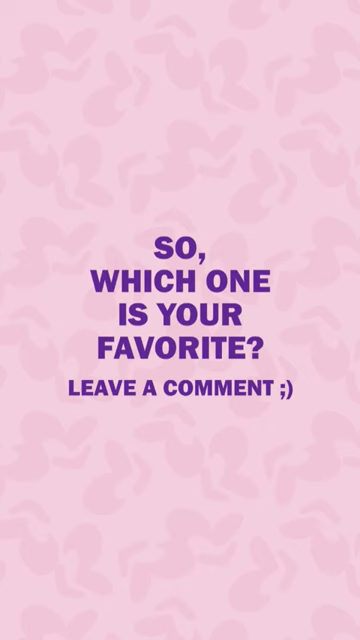 SO,
WHICH ONE
IS YOUR
FAVORITE?
LEAVE A COMMENT ;)